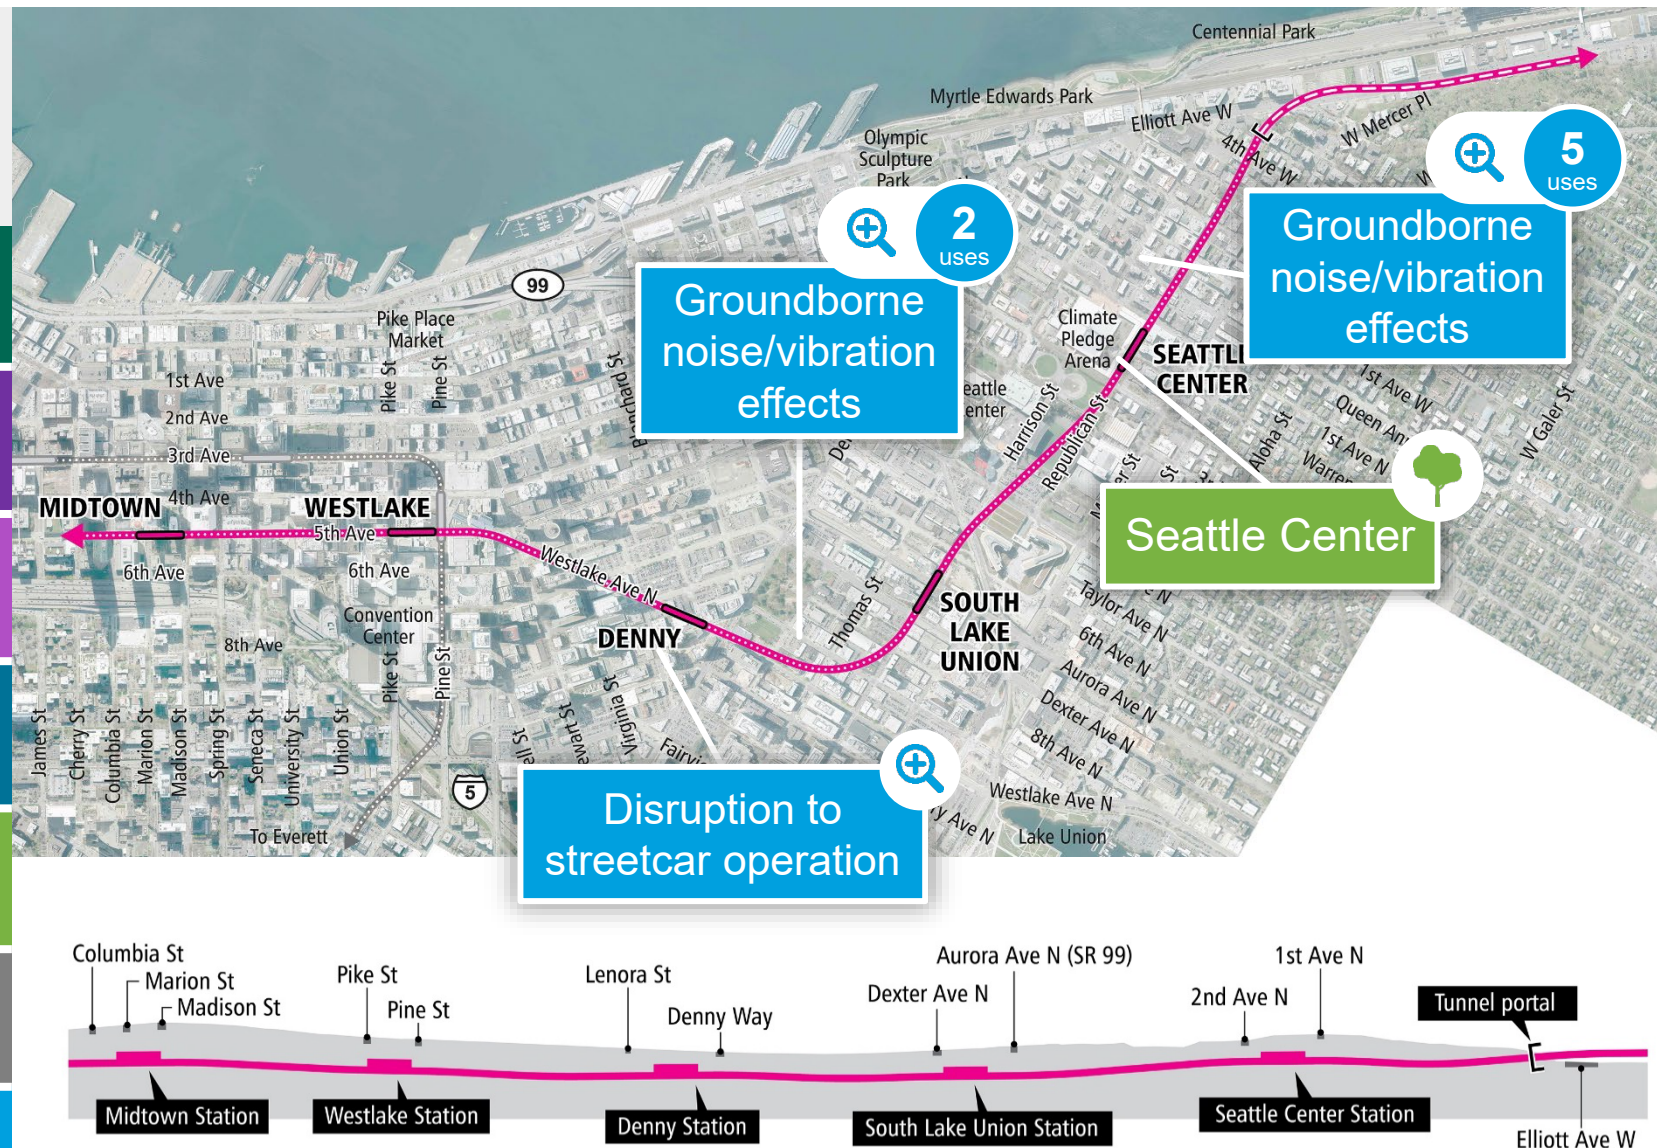 Centennial Park
Myrtle Edwards Park
Elliott Ave W
W Mercer Pl
4th Ave W
Olympic
Sculpture
Park
5
uses
2
uses
Groundborne
noise/vibration
effects
Groundborne
noise/vibration
effects
99
Pike Place
Market
Climate
Pledge
Arena
SEATTLE
CENTER
1st Ave
2nd Ave
3rd Ave
4th Ave
5th Ave
6th Ave
6th Ave
8th Ave
Pike St
Pine St
Harrison St
Republican St
1st Ave W
1st Ave N
Aloha St
W Galer St
MIDTOWN
WESTLAKE
Westlake Ave N
DENNY
Thomas St
SOUTH
LAKE
UNION
Seattle Center
Convention
Center
Pike St
Pine St
Taylor Ave N
6th Ave N
Aurora Ave N
Dexter Ave N
8th Ave N
Westlake Ave N
Lake Union
James St
Cherry St
Columbia St
Marion St
Madison St
Spring St
Seneca St
University St
Union St
Virginia St
5
To Everett
Disruption to
streetcar operation
Columbia St
Marion St
Madison St
Pike St
Pine St
Lenora St
Denny Way
Dexter Ave N
Aurora Ave N (SR 99)
2nd Ave N
1st Ave N
Tunnel portal
Midtown Station
Westlake Station
Denny Station
South Lake Union Station
Seattle Center Station
Elliott Ave W